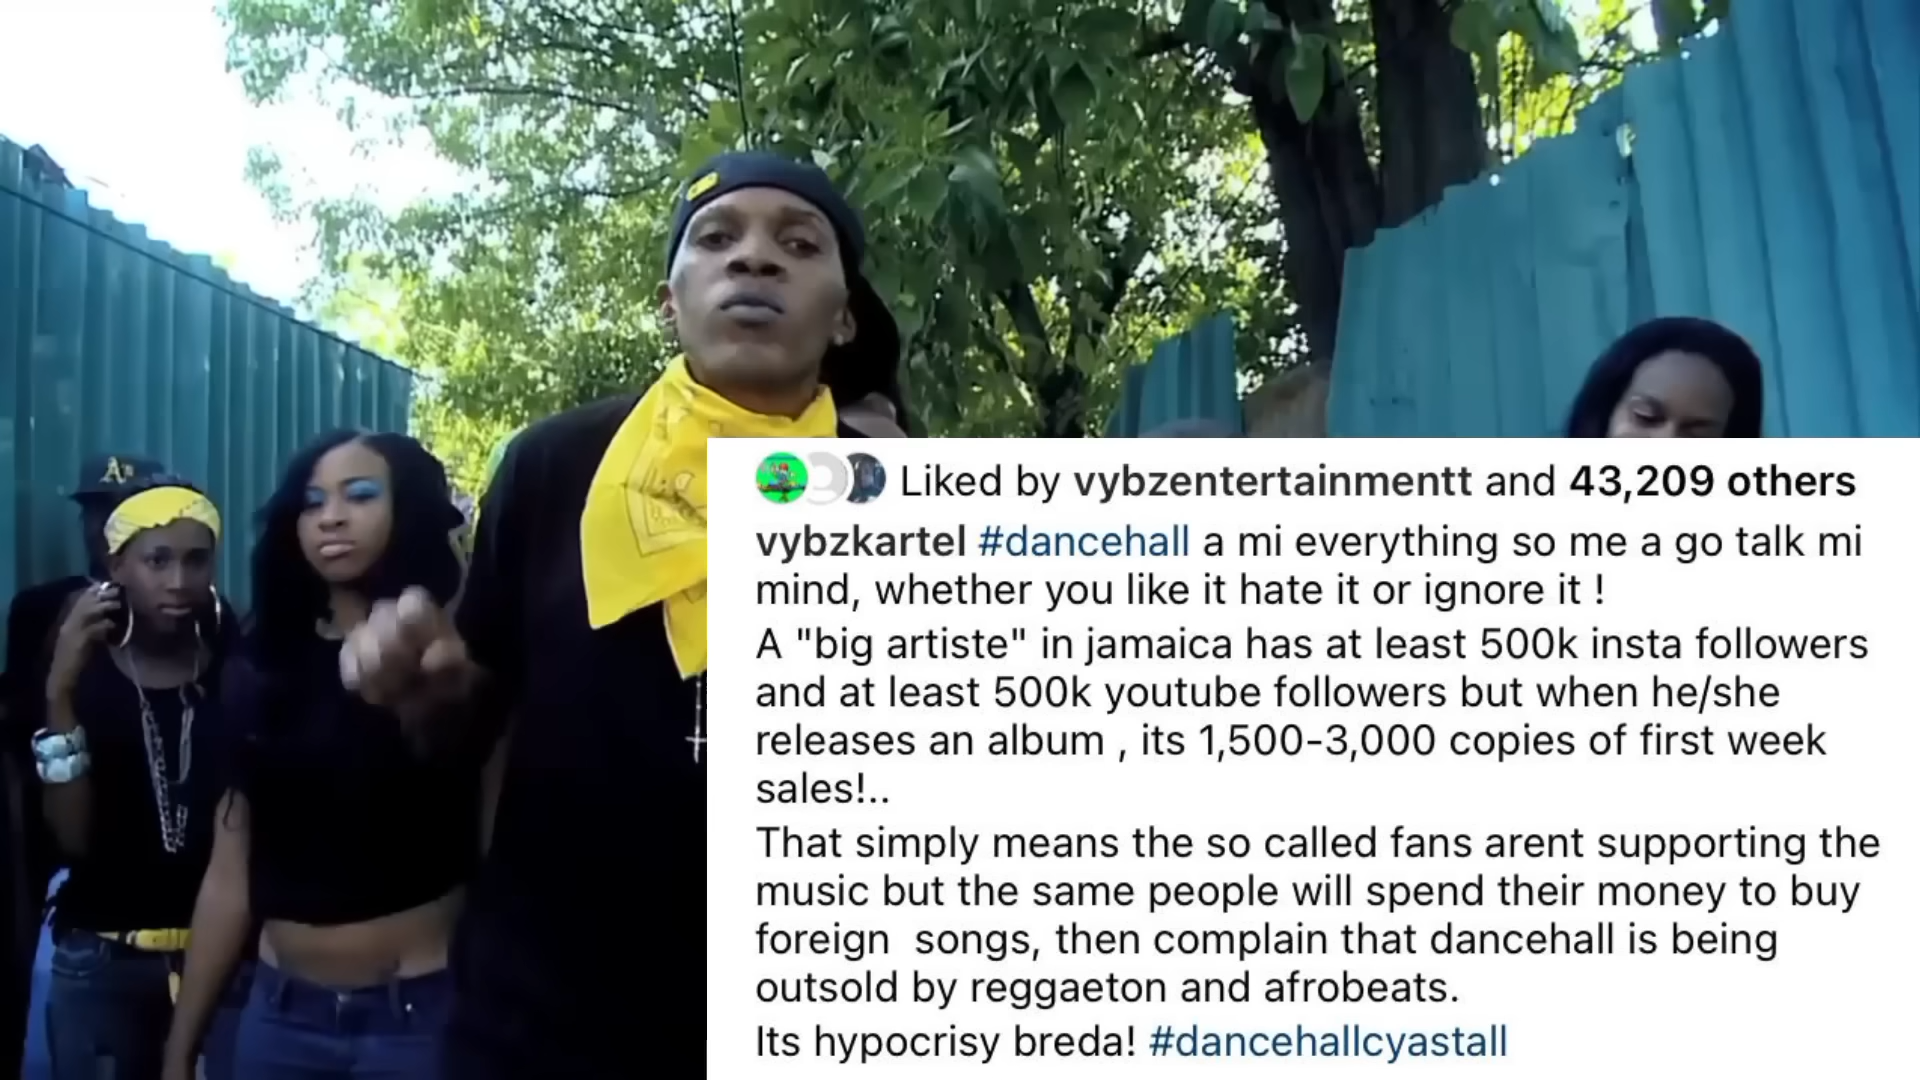 A's
Liked by vybzentertainmentt and 43,209 others
vybzkartel #dancehall a mi everything so me a go talk mi
mind, whether you like it hate it or ignore it !
A "big artiste" in jamaica has at least 500k insta followers
and at least 500k youtube followers but when he/she
releases an album , its 1,500-3,000 copies of first week
sales!..
That simply means the so called fans arent supporting the
music but the same people will spend their money to buy
foreign  songs, then complain that dancehall is being
outsold by reggaeton and afrobeats.
Its hypocrisy breda! #dancehallcyastall